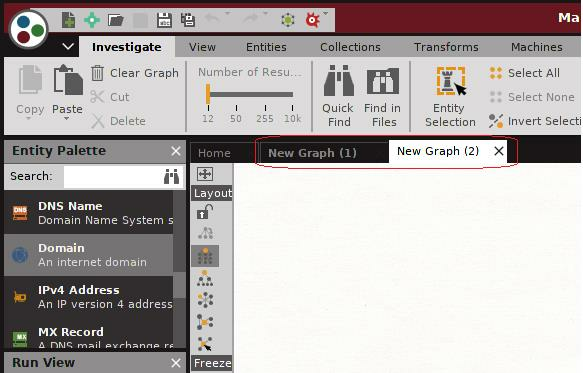 Ma
Investigate View Entities Collections Transforms Machines
Copy Paste Clear Graph Cut Delete
Number of Resu...
12 50 255 10k
Quick Find
Find in Files
Entity Selection
Select All
Select None
Invert Selecti
Entity Palette
Home New Graph (1) New Graph (2)
Search:
Layout
DNS Name
Domain Name System s
Domain
An internet domain
IPv4 Address
An IP version 4 address
MX Record
A DNS mail exchange re
Run View
Freeze